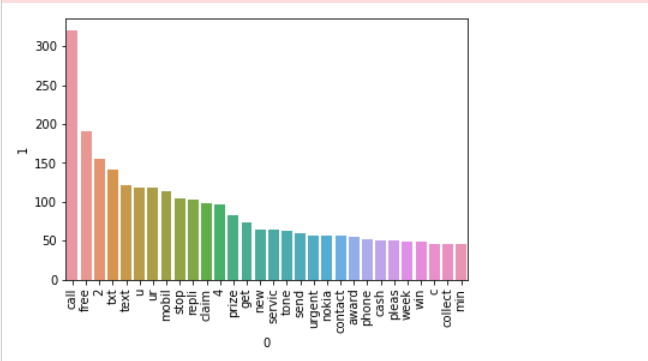 300
250
200
150
100
50
0
1
call
free
2
txt
text
u
ur
mobil
stop
repli
claim
4
prize
get
new
servic
tone
send
urgent
nokia
contact
award
phone
cash
pleas
week
win
c
collect
min
0